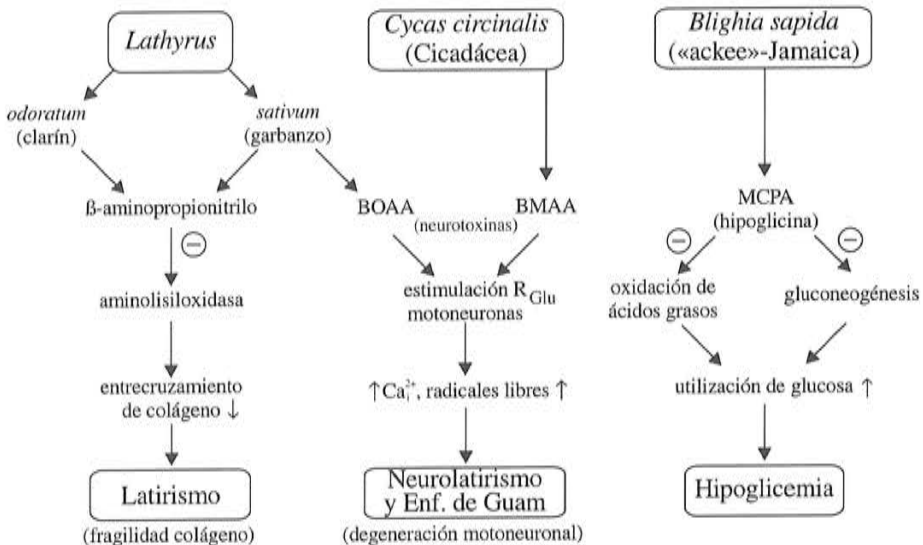 Lathyrus
odoratum
(clarín)
sativum
(garbanzo)
ß-aminopropionitrilo
−
aminolisiloxidasa
entrecruzamiento
de colágeno ↓
Latirismo
(fragilidad colágeno)
Cycas circinalis
(Cicadácea)
BOAA
BMAA
(neurotoxinas)
estimulación R_Glu
motoneuronas
↑Ca²⁺ᵢ, radicales libres ↑
Neurolatirismo
y Enf. de Guam
(degeneración motoneuronal)
Blighia sapida
(«ackee»-Jamaica)
MCPA
(hipoglicina)
−
−
oxidación de
ácidos grasos
gluconeogénesis
utilización de glucosa ↑
Hipoglicemia